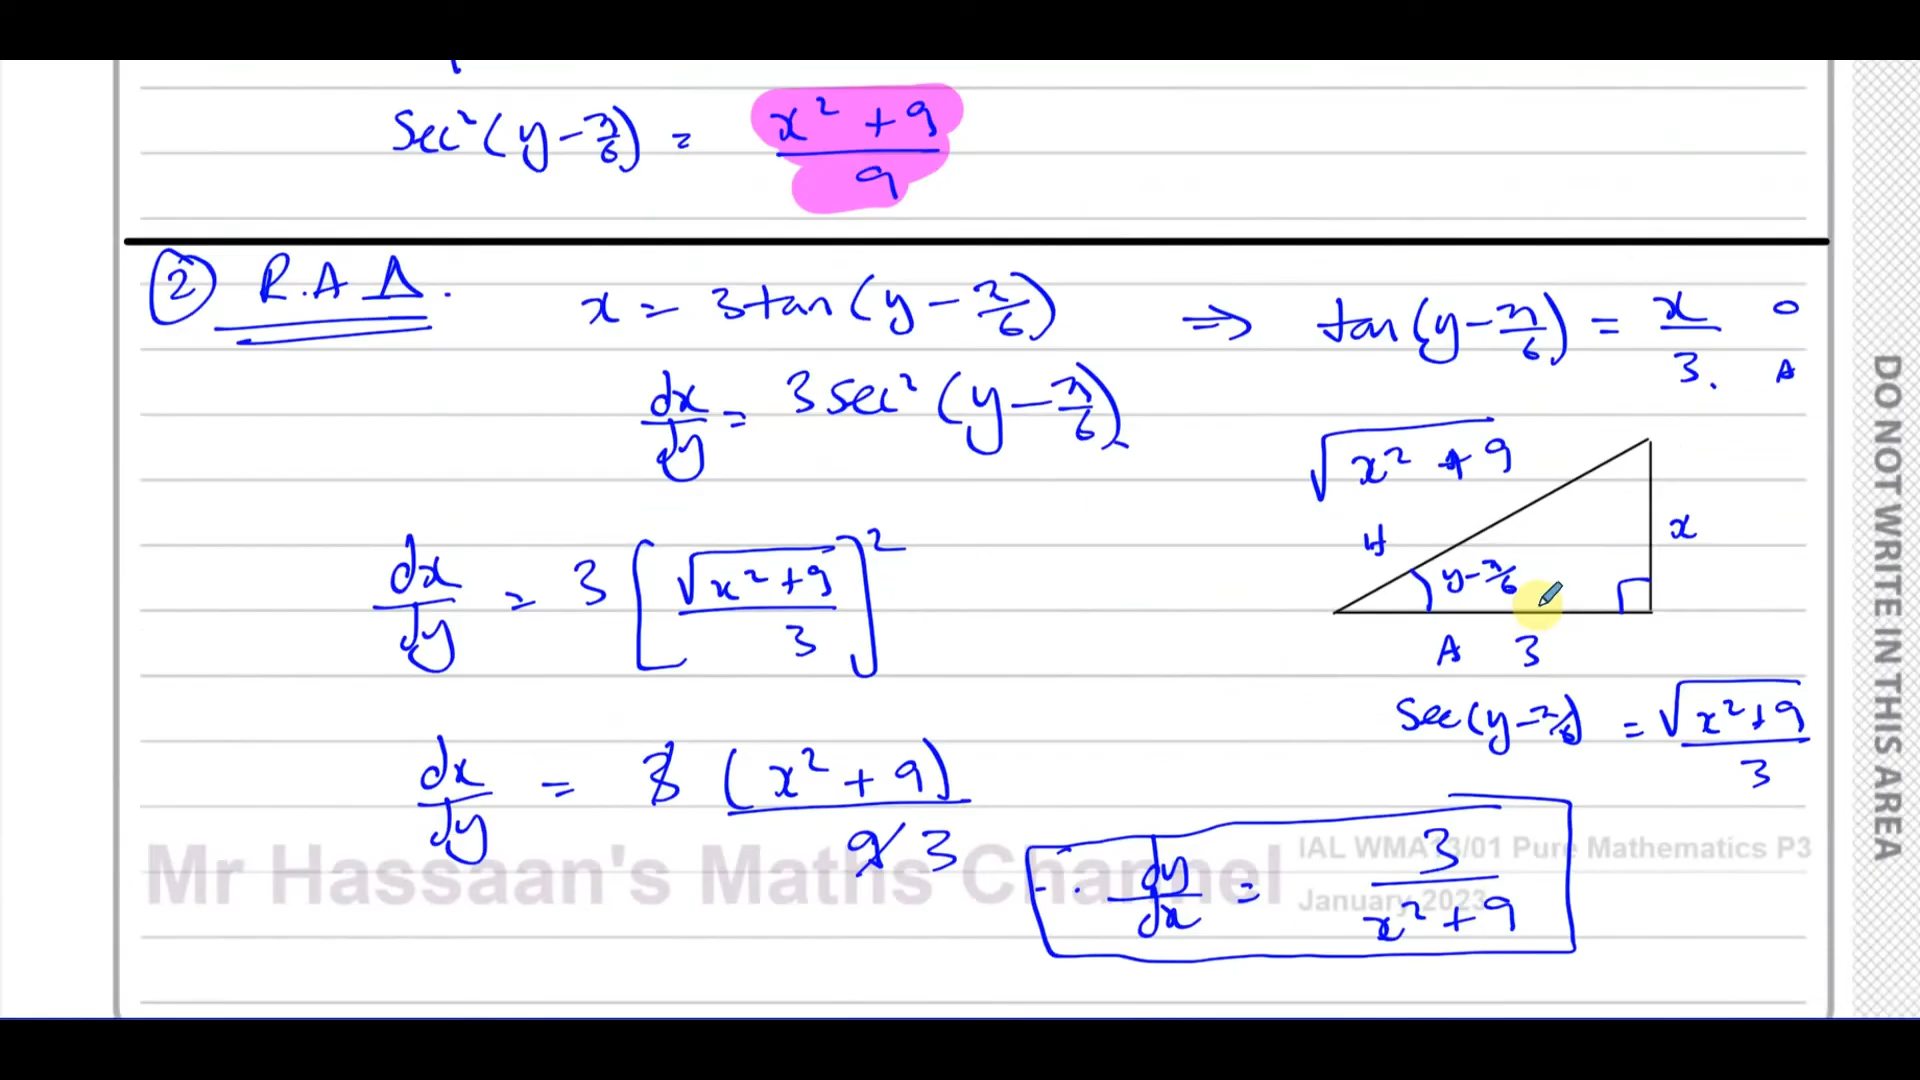 sec²(y - π/6) = (x² + 9)/9
② R.A Δ. x = 3tan(y - π/6) ⇒ tan(y - π/6) = x/3. O A
dx/dy = 3sec²(y - π/6)
√(x² + 9)
H
x
y - π/6
A 3
dx/dy = 3[√(x² + 9)/3]²
sec(y - π/6) = √(x² + 9)/3
dx/dy = 3(x² + 9)/9 3
∴ dy/dx = 3/(x² + 9)
Mr Hassaan's Maths Channel
IAL WMA13/01 Pure Mathematics P3
January 2023
DO NOT WRITE IN THIS AREA